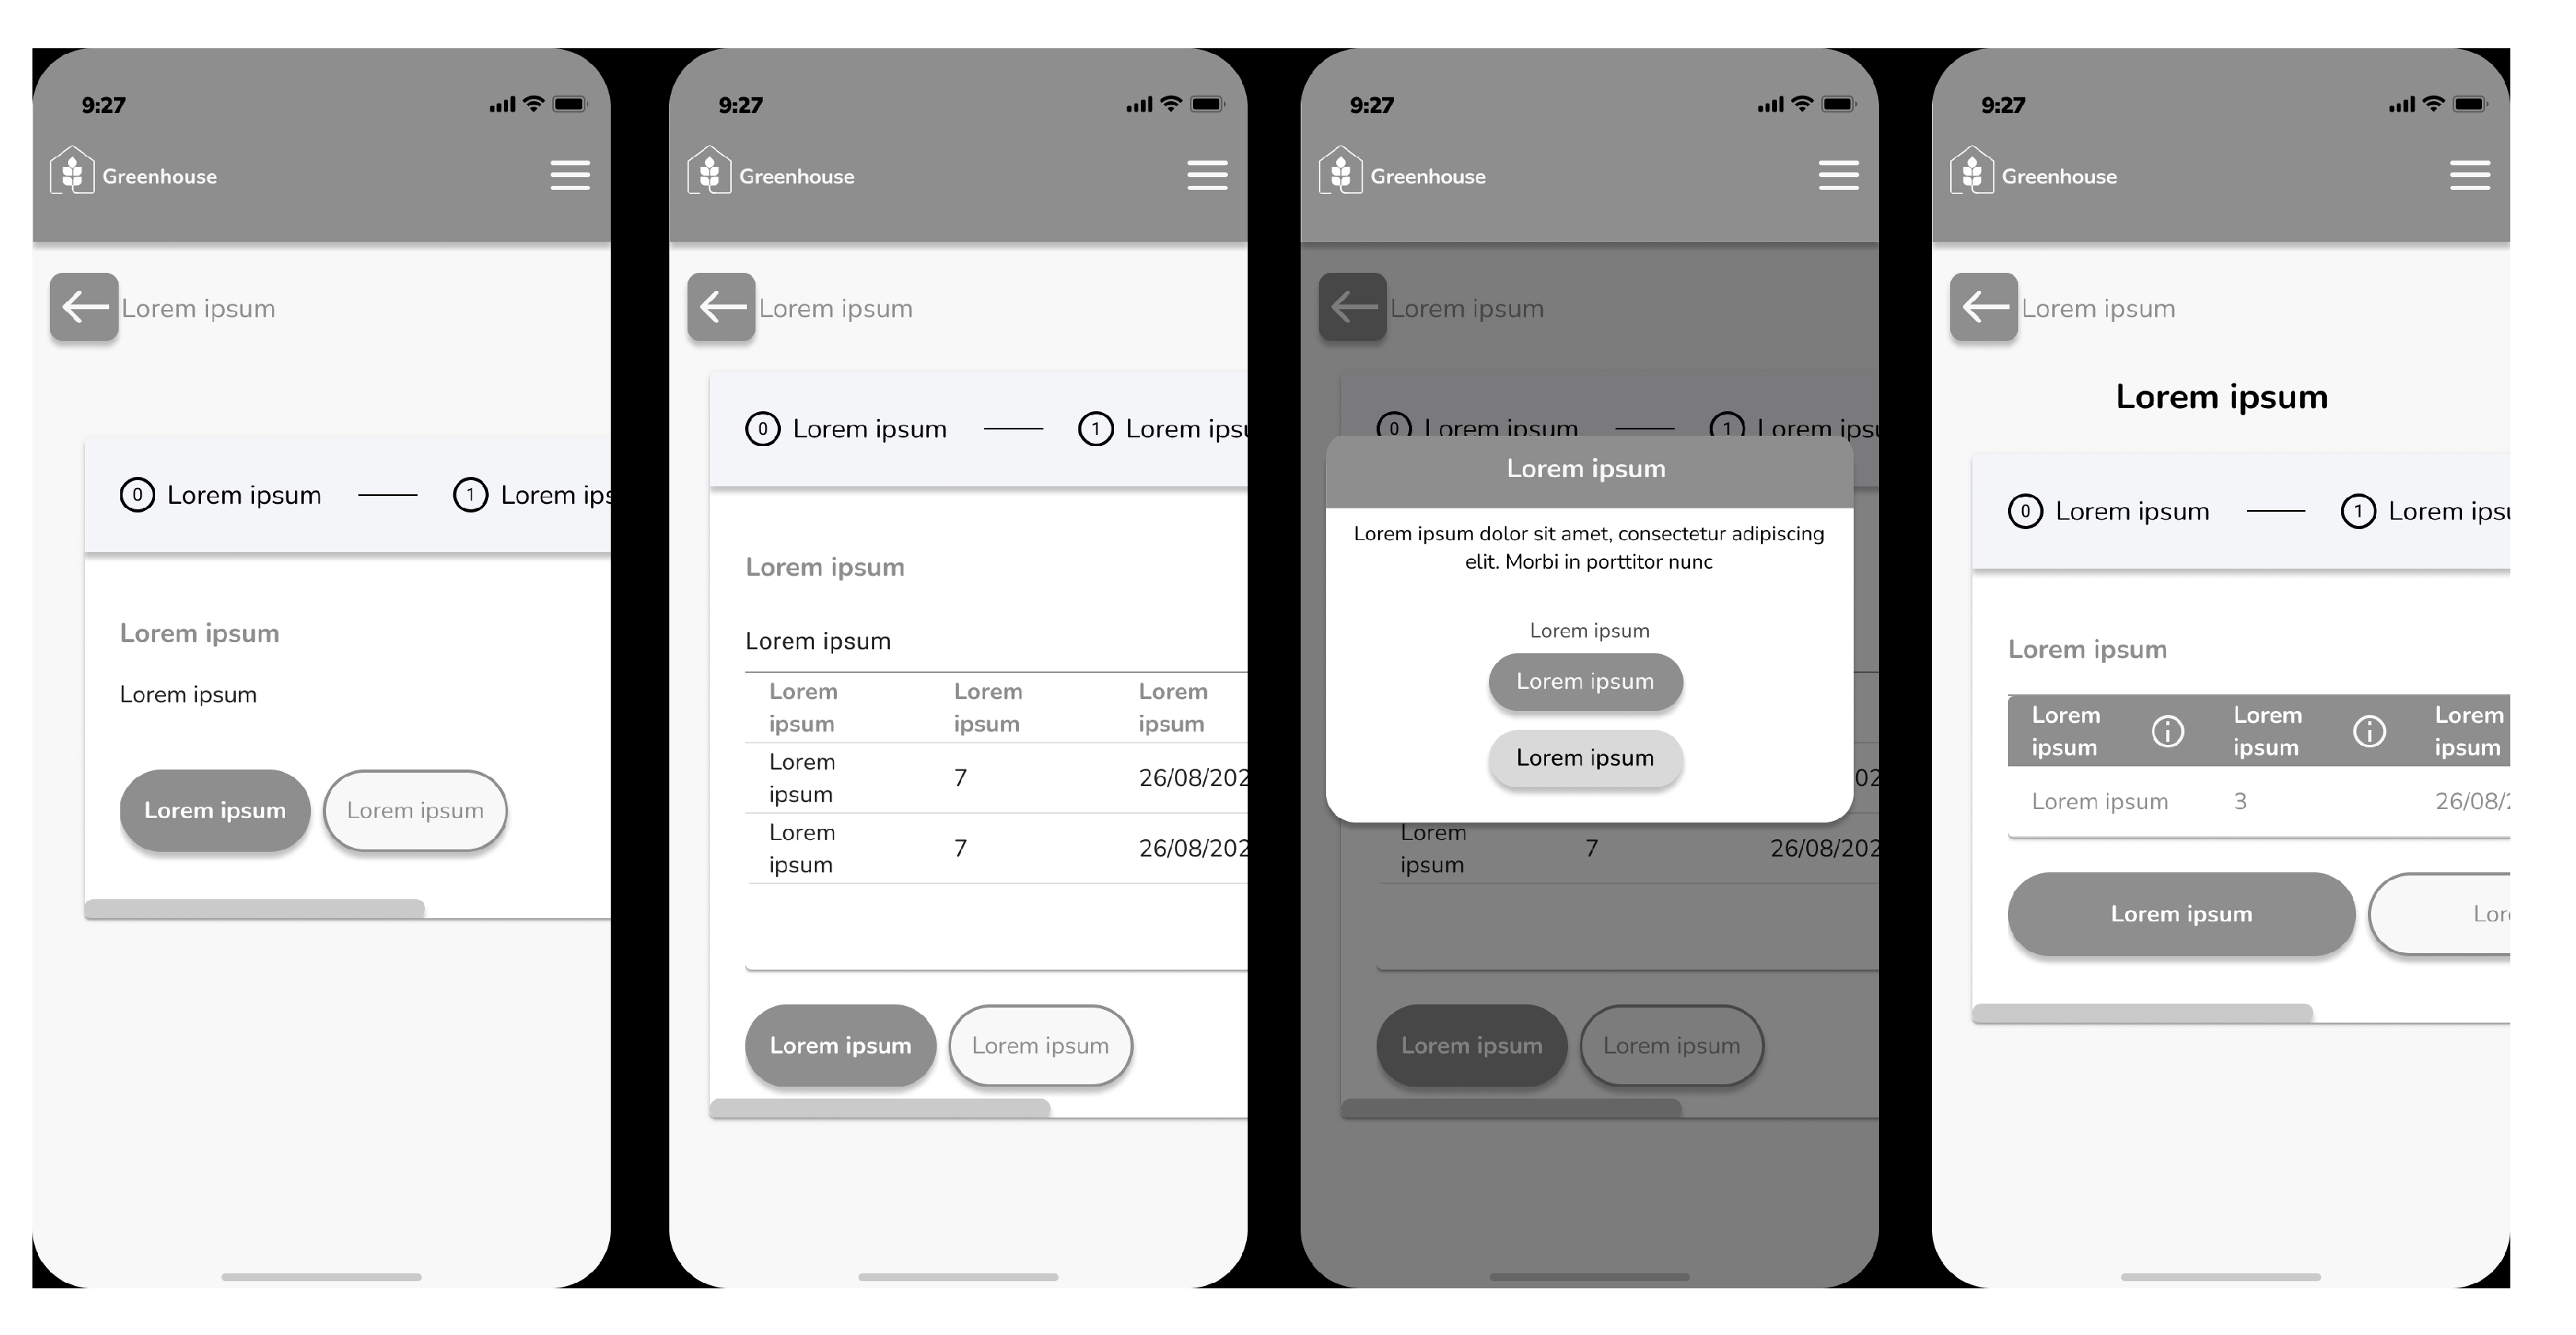 9:27
Greenhouse
Lorem ipsum
0 Lorem ipsum 1 Lorem ips
Lorem ipsum
Lorem ipsum
Lorem ipsum Lorem ipsum
9:27
Greenhouse
Lorem ipsum
0 Lorem ipsum 1 Lorem ipsu
Lorem ipsum
Lorem ipsum
Lorem Lorem Lorem
ipsum ipsum ipsum
Lorem
7 26/08/202
ipsum
Lorem
7 26/08/202
ipsum
Lorem ipsum Lorem ipsum
9:27
Greenhouse
Lorem ipsum
0 Lorem ipsum 1 Lorem ipsu
Lorem ipsum
Lorem ipsum dolor sit amet, consectetur adipiscing
elit. Morbi in porttitor nunc
Lorem ipsum
Lorem ipsum
Lorem ipsum
02
Lorem
7 26/08/202
ipsum
Lorem ipsum Lorem ipsum
9:27
Greenhouse
Lorem ipsum
Lorem ipsum
0 Lorem ipsum 1 Lorem ipsu
Lorem ipsum
Lorem Lorem Lorem
ipsum ipsum ipsum
Lorem ipsum 3 26/08/2
Lorem ipsum Lore